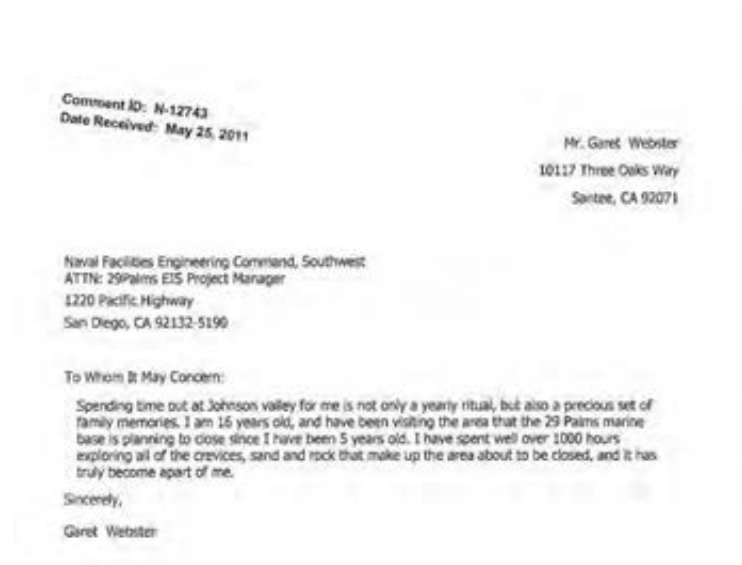 Comment ID: N-12743
Date Received: May 25, 2011
Mr. Garet Webster
10117 Three Oaks Way
Santee, CA 92071
Naval Facilities Engineering Command, Southwest
ATTN: 29Palms EIS Project Manager
1220 Pacific Highway
San Diego, CA 92132-5190
To Whom It May Concern:
Spending time out at Johnson valley for me is not only a yearly ritual, but also a precious set of
family memories. I am 16 years old, and have been visiting the area that the 29 Palms marine
base is planning to close since I have been 5 years old. I have spent well over 1000 hours
exploring all of the crevices, sand and rock that make up the area about to be closed, and it has
truly become apart of me.
Sincerely,
Garet Webster